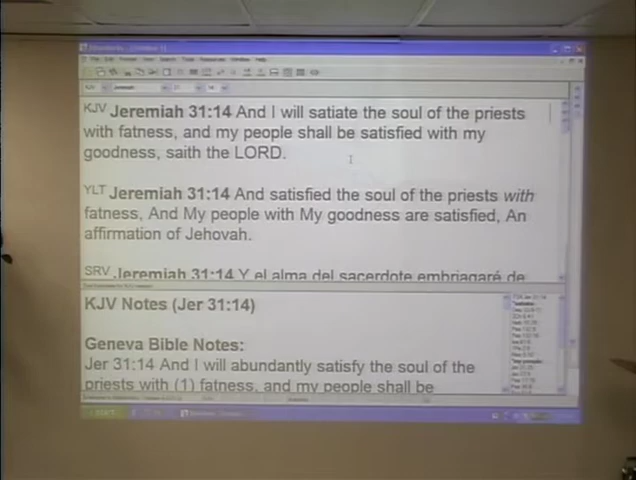 KJV Jeremiah 31:14 And I will satiate the soul of the priests
with fatness, and my people shall be satisfied with my
goodness, saith the LORD.
YLT Jeremiah 31:14 And satisfied the soul of the priests with
fatness, And My people with My goodness are satisfied, An
affirmation of Jehovah.
SRV Jeremiah 31:14 Y el alma del sacerdote embriagaré de
KJV Notes (Jer 31:14)
Geneva Bible Notes:
Jer 31:14 And I will abundantly satisfy the soul of the
priests with (1) fatness, and my people shall be